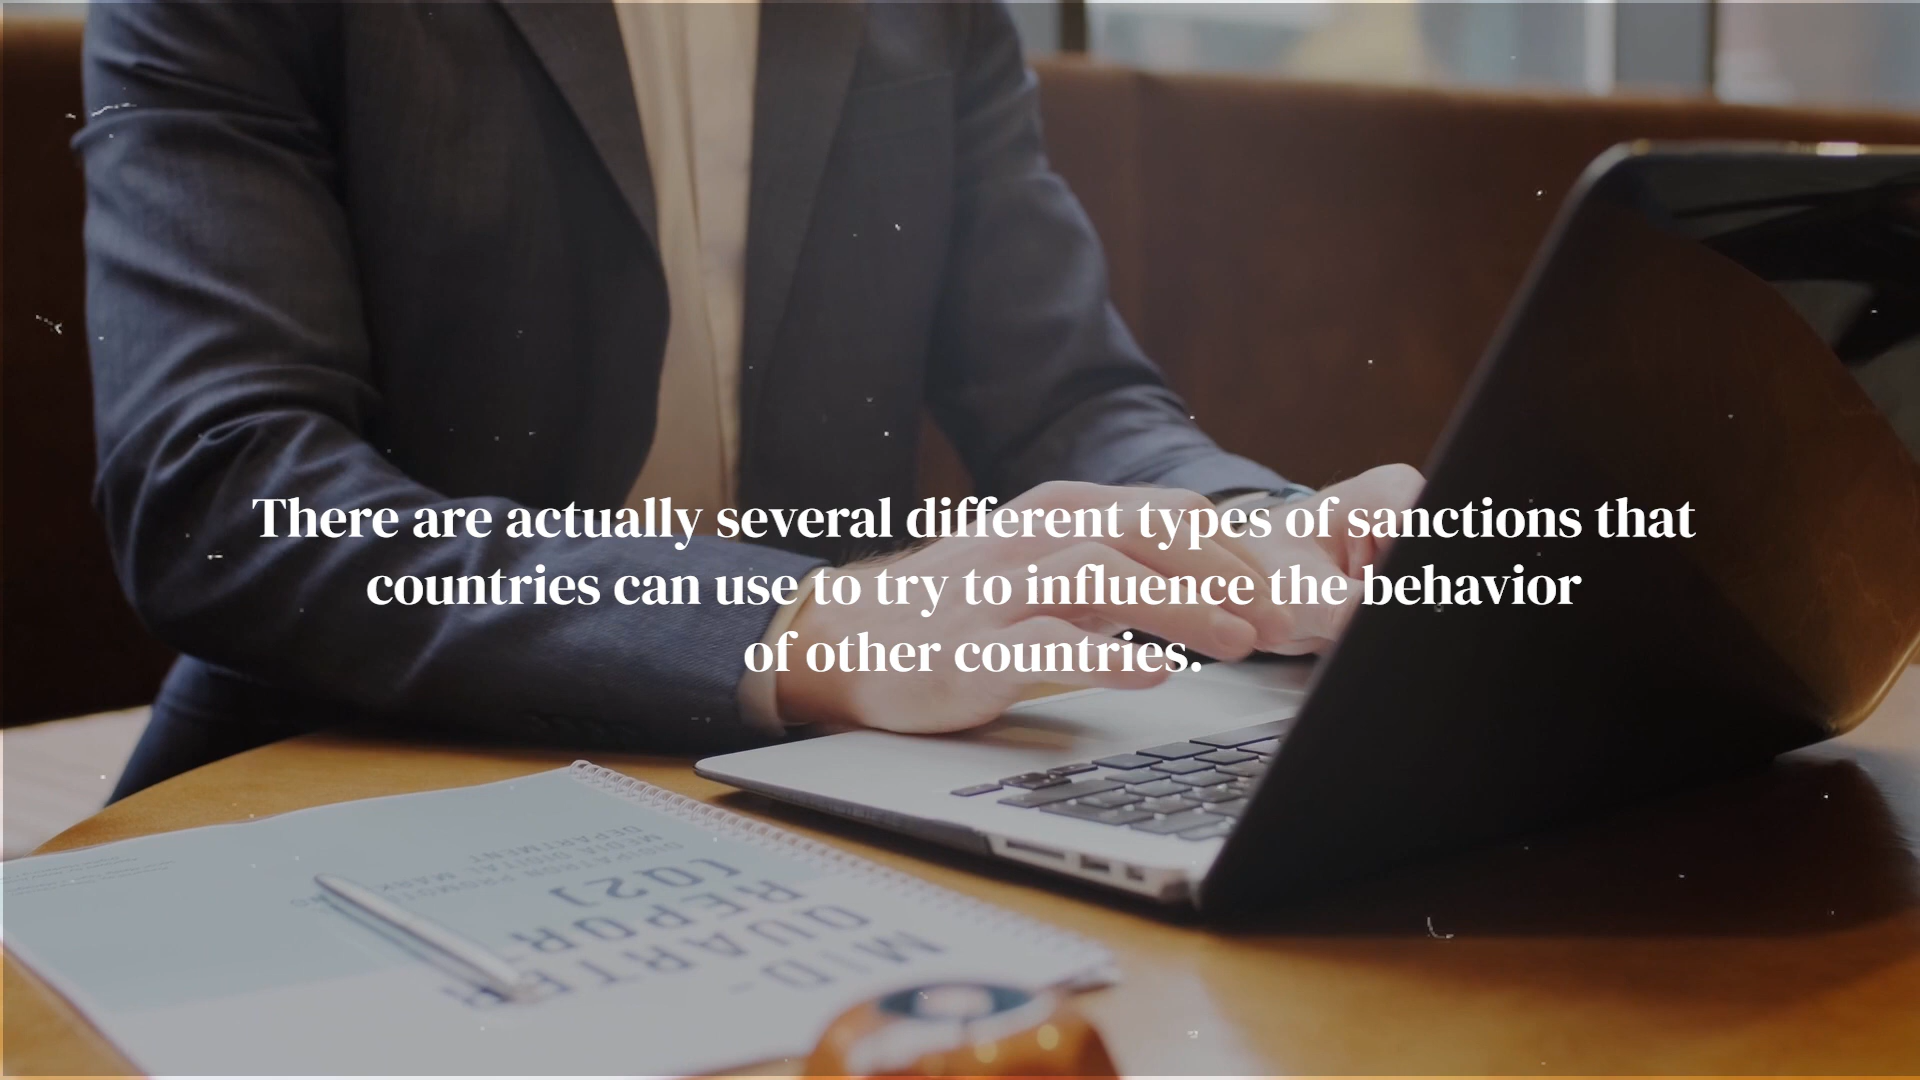 There are actually several different types of sanctions that
countries can use to try to influence the behavior
of other countries.
MID-
QUARTER
REPORT
(Q2)
DEPARTMENT